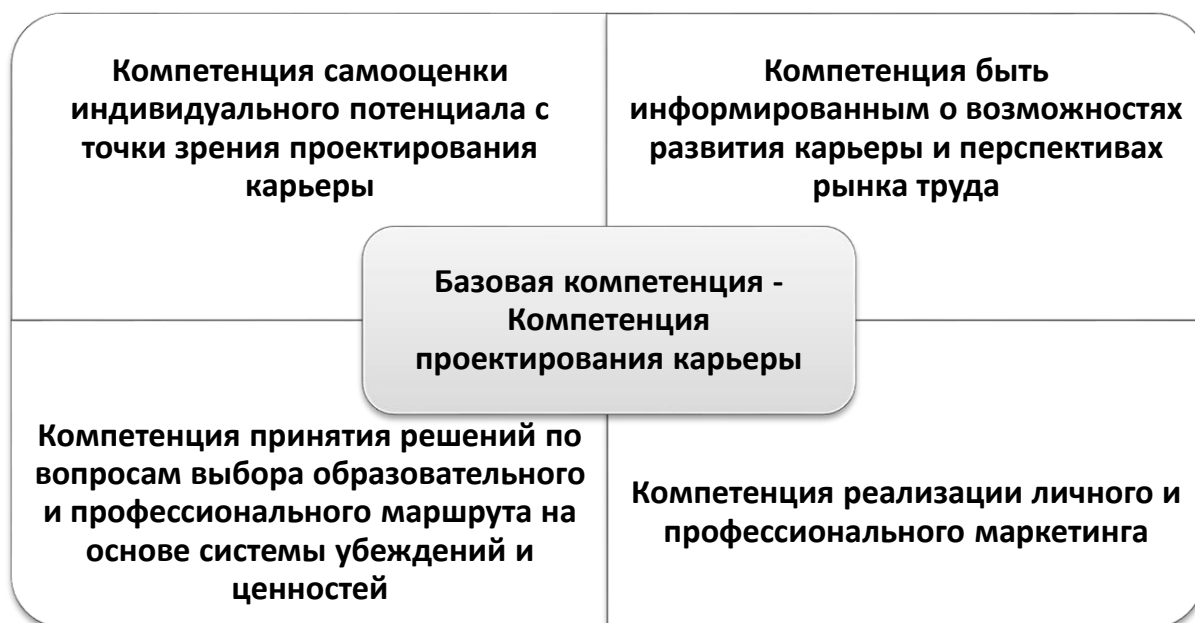 Компетенция самооценки
индивидуального потенциала с
точки зрения проектирования
карьеры
Компетенция быть
информированным о возможностях
развития карьеры и перспективах
рынка труда
Базовая компетенция -
Компетенция
проектирования карьеры
Компетенция принятия решений по
вопросам выбора образовательного
и профессионального маршрута на
основе системы убеждений и
ценностей
Компетенция реализации личного и
профессионального маркетинга